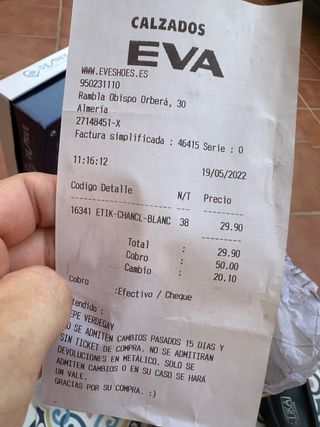 CALZADOS
EVA
WWW.EVESHOES.ES
950231110
Rambla Obispo Orberá, 30
Almería
27148451-X
Factura simplificada : 46415 Serie : 0
11:16:12 19/05/2022
Codigo Detalle N/T Precio
16341 ETIK-CHANCL-BLANC 38 29.90
Total : 29.90
Cobro : 50.00
Cambio : 20.10
Cobro :Efectivo / Cheque
tendido :
EPE VERDEGAY
NO SE ADMITEN CAMBIOS PASADOS 15 DIAS Y
SIN TICKET DE COMPRA. NO SE ADMITIRAN
DEVOLUCIONES EN METALICO. SOLO SE
ADMITEN CAMBIOS O EN SU CASO SE HARÁ
UN VALE.
GRACIAS POR SU COMPRA. :)